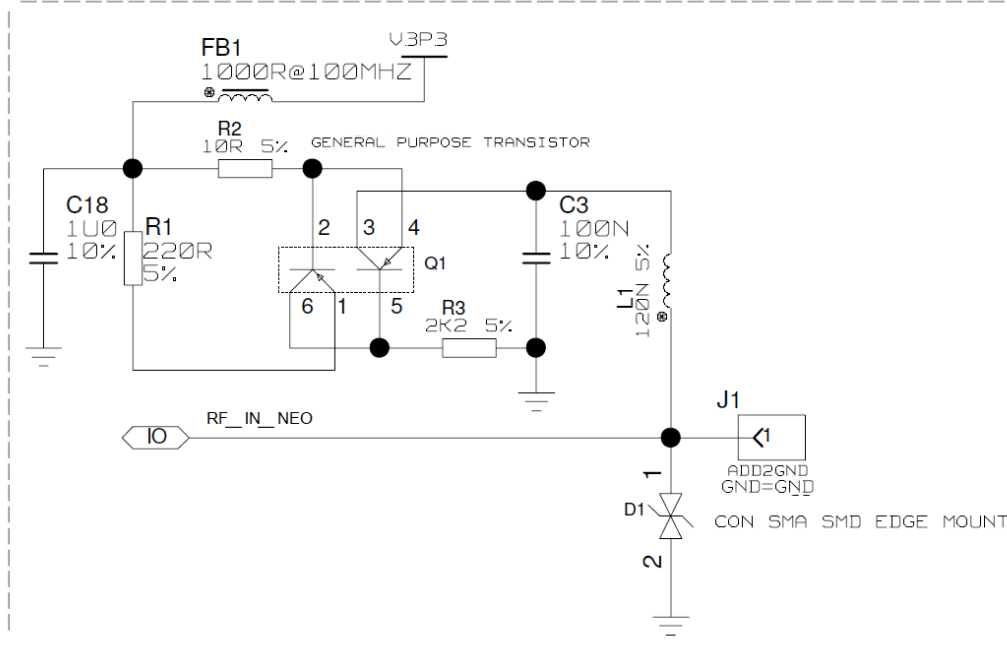 V.3P.3
FB1
1000R@100MHZ
R2
10R 5%
GENERAL PURPOSE TRANSISTOR
C18
1U0
10%
R1
220R
5%
2
3
4
Q1
6
1
5
C3
100N
10%
L1
120N 5%
R3
2K2 5%
RF_IN_NEO
IO
J1
1
ADD2GND
GND=GND
1
D1
CON SMA SMD EDGE MOUNT
2